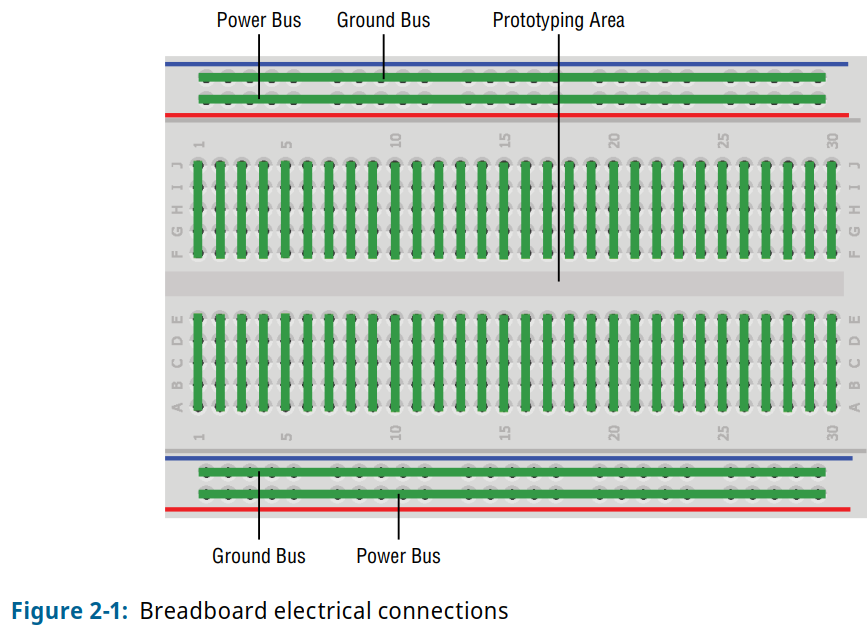 Power Bus Ground Bus Prototyping Area
1 5 10 15 20 25 30
J J
I I
H H
G G
F F
E E
D D
C C
B B
A A
1 5 10 15 20 25 30
Ground Bus Power Bus
Figure 2-1: Breadboard electrical connections